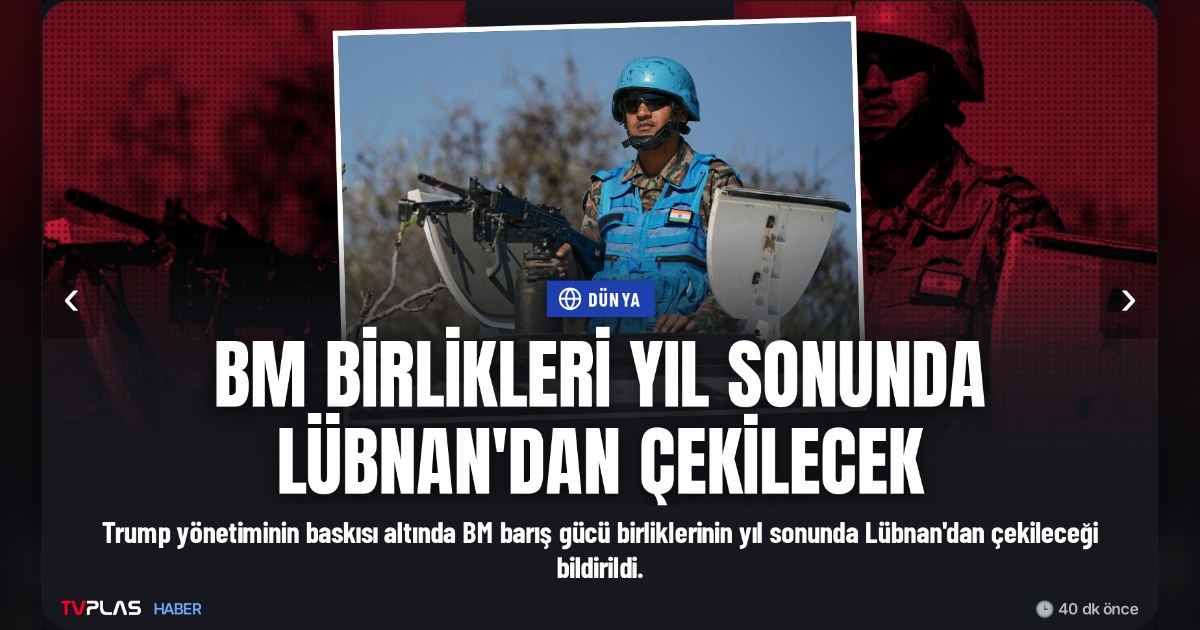 DÜNYA
BM BİRLİKLERİ YIL SONUNDA
LÜBNAN'DAN ÇEKİLECEK
Trump yönetiminin baskısı altında BM barış gücü birliklerinin yıl sonunda Lübnan'dan çekileceği
bildirildi.
TVPLAS HABER
40 dk önce